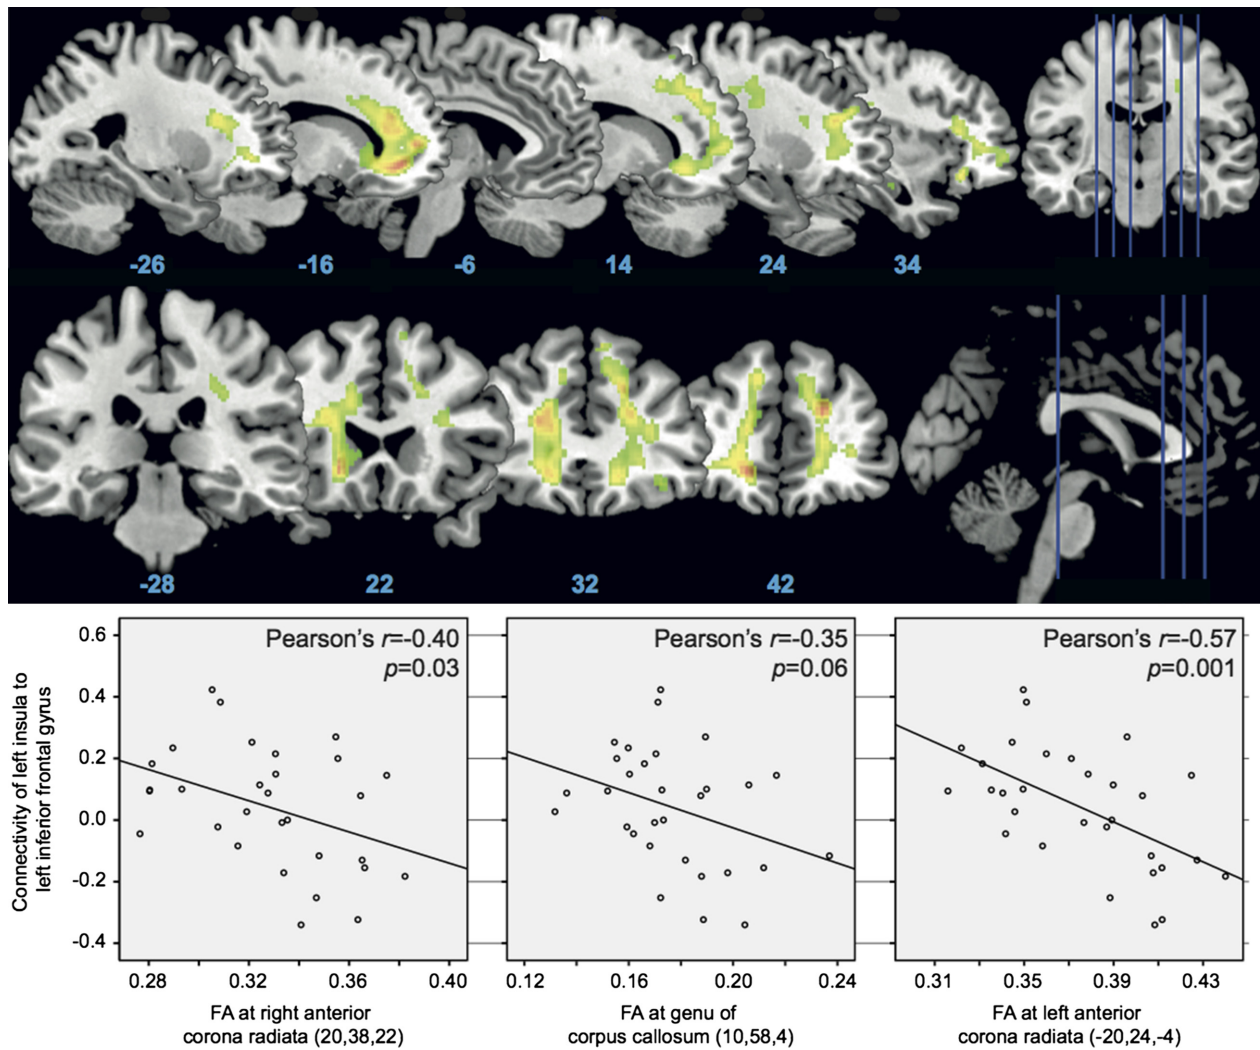 -26 -16 -6 14 24 34
-28 22 32 42
Connectivity of left insula to
left inferior frontal gyrus
0.6
0.4
0.2
0.0
-0.2
-0.4
Pearson's r=-0.40
p=0.03
Pearson's r=-0.35
p=0.06
Pearson's r=-0.57
p=0.001
0.28 0.32 0.36 0.40
0.12 0.16 0.20 0.24
0.31 0.35 0.39 0.43
FA at right anterior
corona radiata (20,38,22)
FA at genu of
corpus callosum (10,58,4)
FA at left anterior
corona radiata (-20,24,-4)